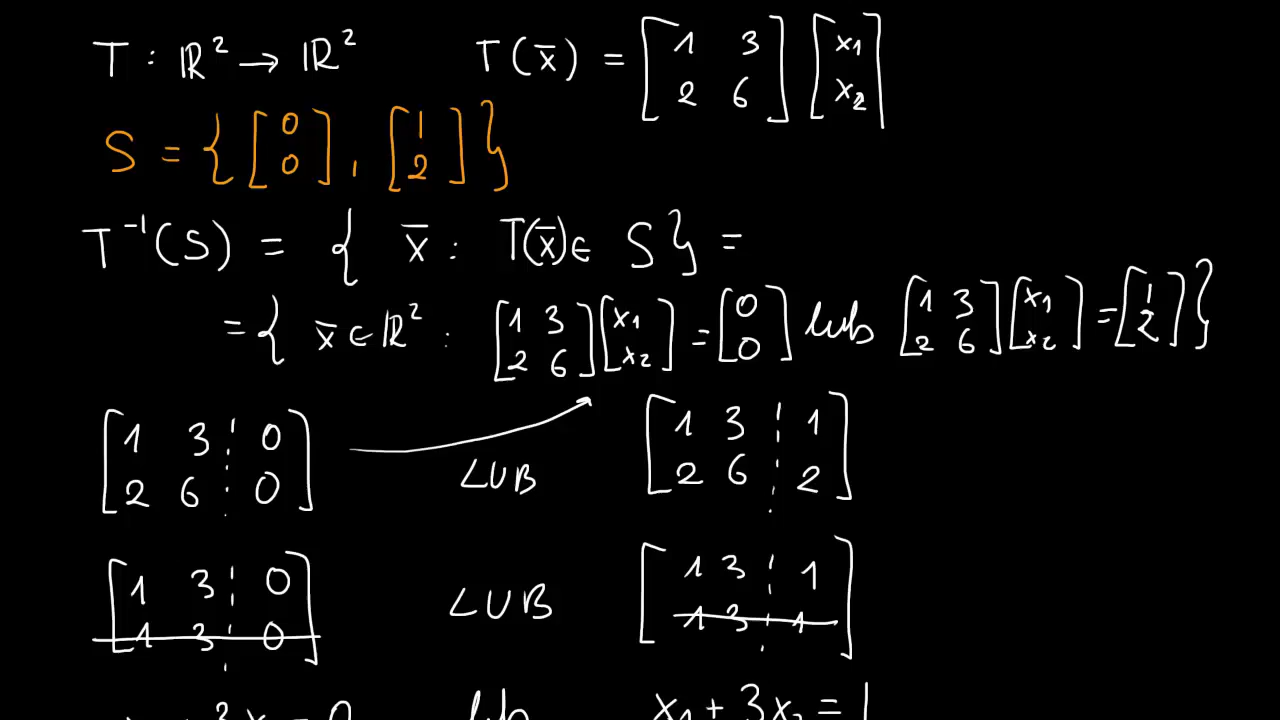 T : ℝ² → ℝ² T(x̄) = [1 3; 2 6] [x₁; x₂]
S = { [0; 0] , [1; 2] }
T⁻¹(S) = { x̄ : T(x̄) ∈ S } =
= { x̄ ∈ ℝ² : [1 3; 2 6] [x₁; x₂] = [0; 0] lub [1 3; 2 6] [x₁; x₂] = [1; 2] }
[1 3 ¦ 0; 2 6 ¦ 0] LUB [1 3 ¦ 1; 2 6 ¦ 2]
[1 3 ¦ 0; 1 3 ¦ 0] LUB [1 3 ¦ 1; 1 3 ¦ 1]
lub x₁ + 3x₂ = 1